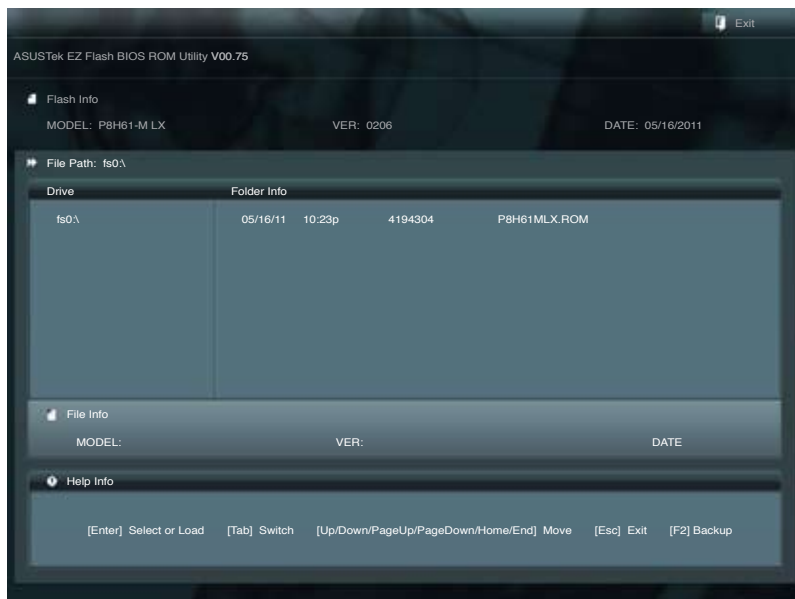 Exit
ASUSTek EZ Flash BIOS ROM Utility V00.75
Flash Info
MODEL: P8H61-M LX VER: 0206 DATE: 05/16/2011
File Path: fs0:\
Drive Folder Info
fs0:\ 05/16/11 10:23p 4194304 P8H61MLX.ROM
File Info
MODEL: VER: DATE
Help Info
[Enter] Select or Load [Tab] Switch [Up/Down/PageUp/PageDown/Home/End] Move [Esc] Exit [F2] Backup